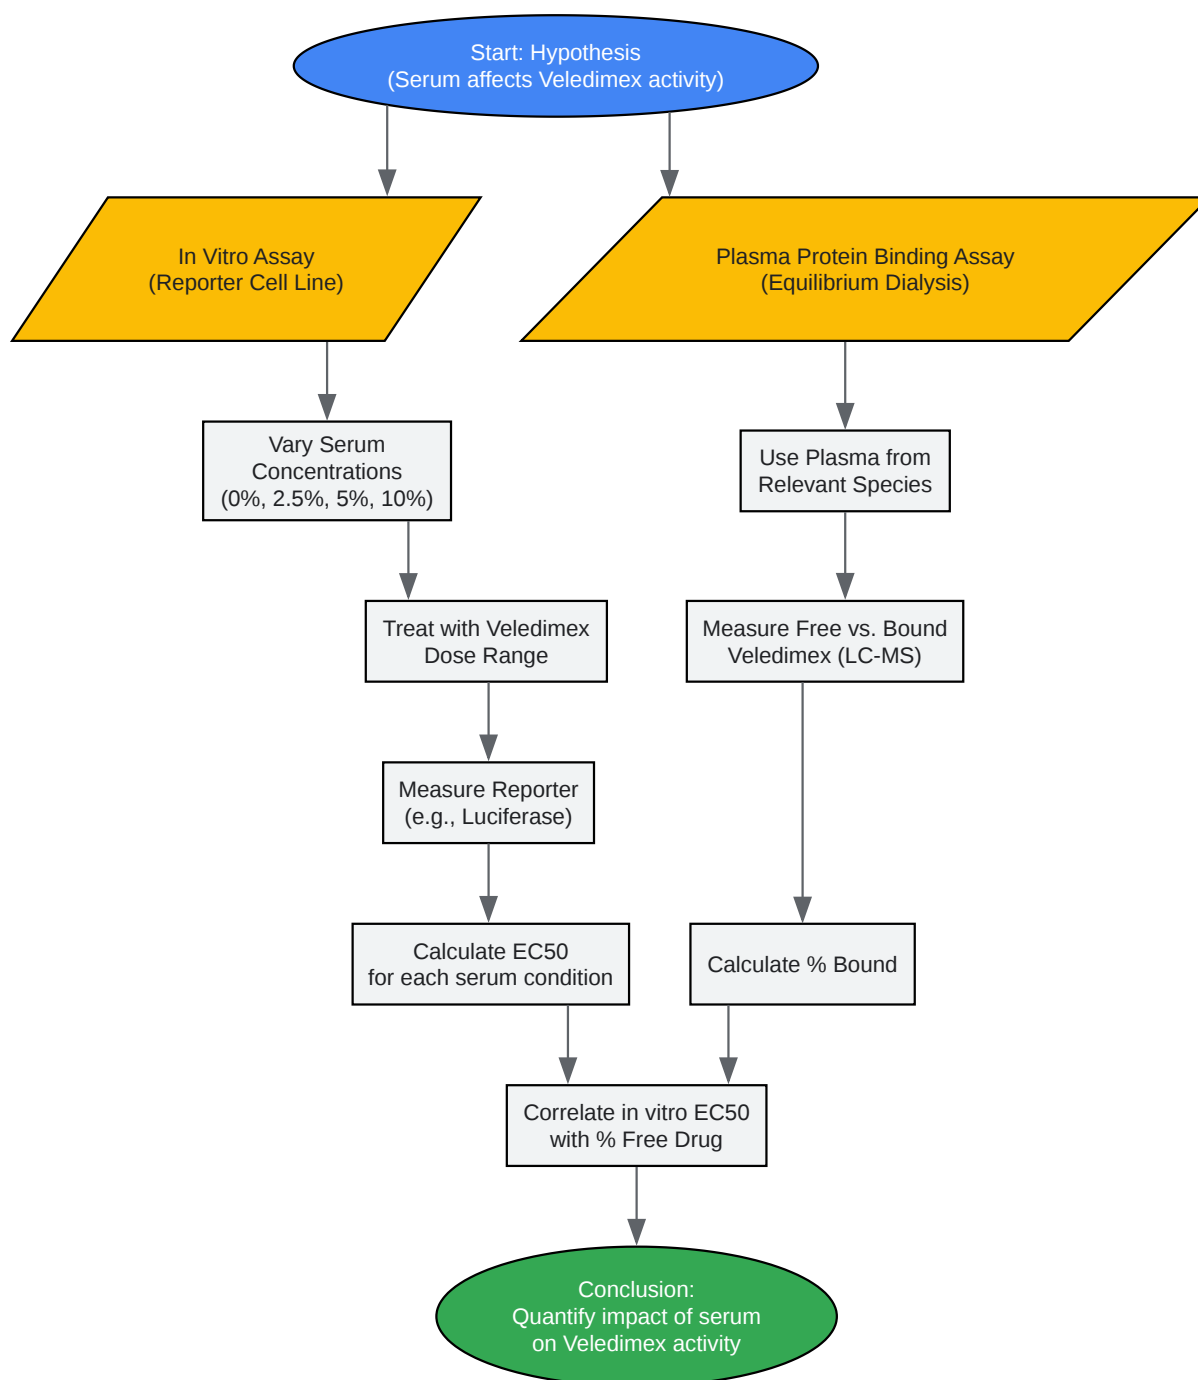 Start: Hypothesis
(Serum affects Veledimex activity)
In Vitro Assay
(Reporter Cell Line)
Plasma Protein Binding Assay
(Equilibrium Dialysis)
Vary Serum
Concentrations
(0%, 2.5%, 5%, 10%)
Use Plasma from
Relevant Species
Treat with Veledimex
Dose Range
Measure Free vs. Bound
Veledimex (LC-MS)
Measure Reporter
(e.g., Luciferase)
Calculate EC50
for each serum condition
Calculate % Bound
Correlate in vitro EC50
with % Free Drug
Conclusion:
Quantify impact of serum
on Veledimex activity